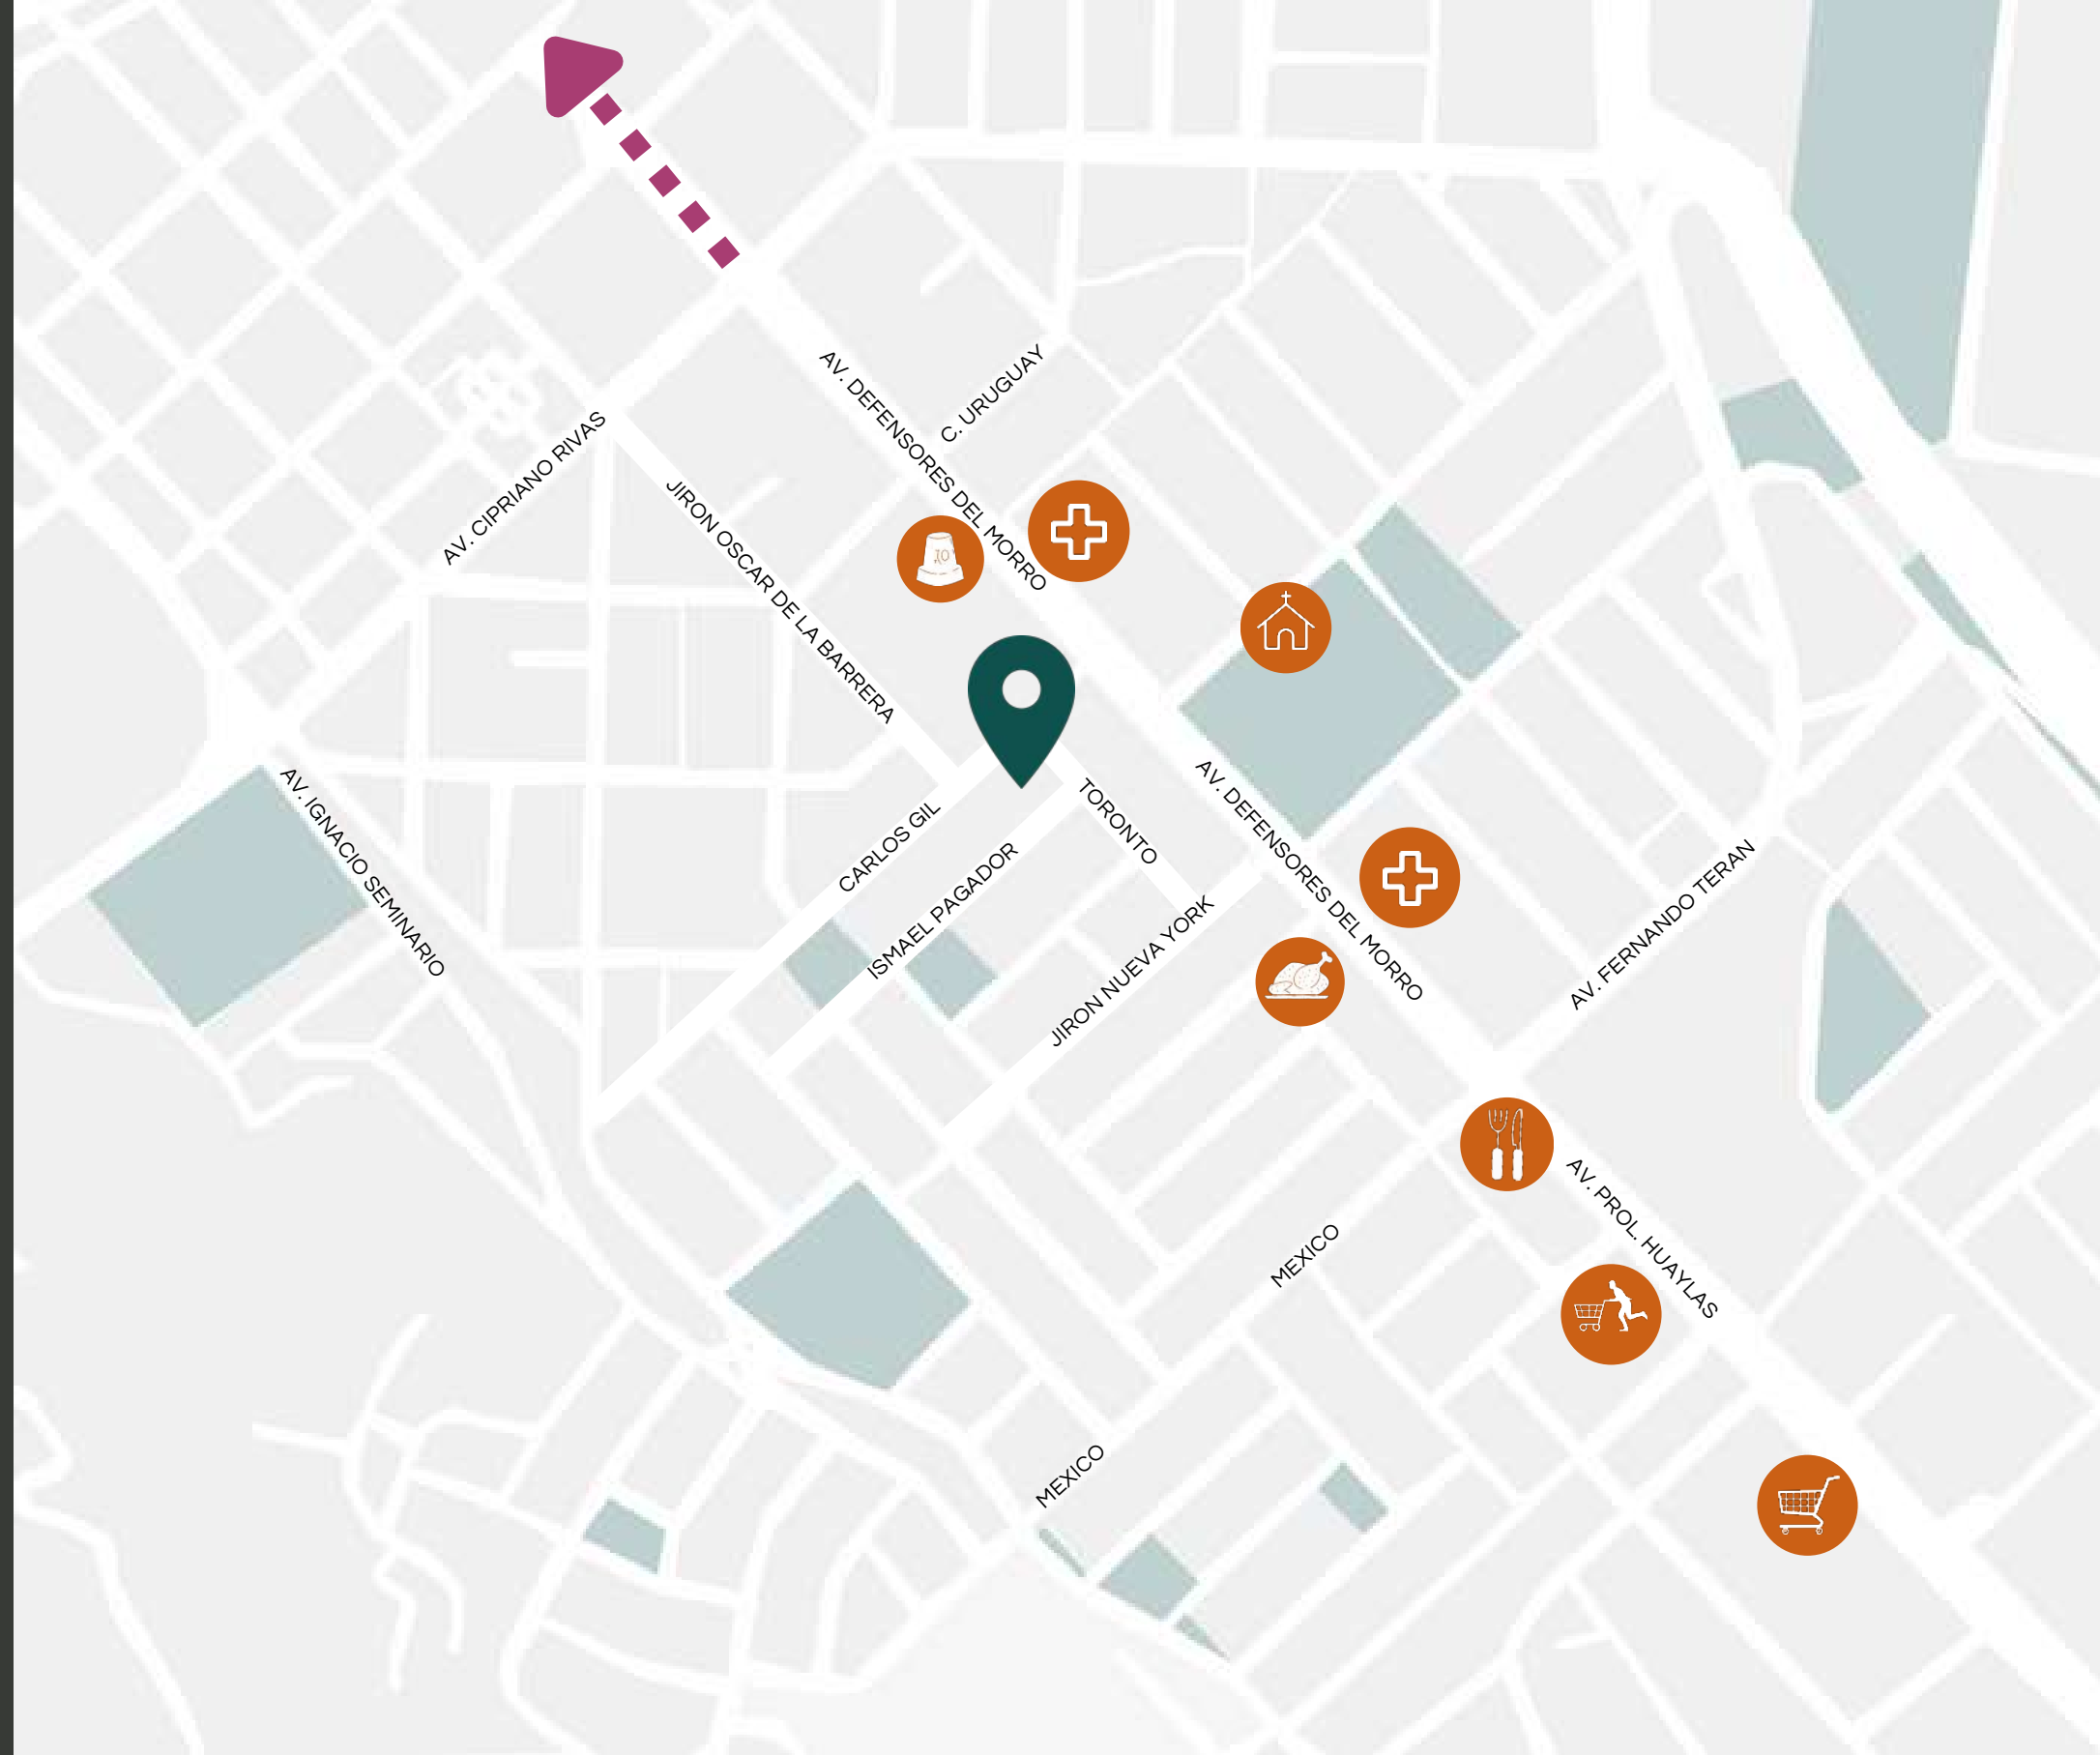 C. URUGUAY
AV. DEFENSORES DEL MORRO
AV. CIPRIANO RIVAS
JIRON OSCAR DE LA BARRERA
10
AV. IGNACIO SEMINARIO
CARLOS GIL
TORONTO
ISMAEL PAGADOR
AV. DEFENSORES DEL MORRO
JIRON NUEVA YORK
AV. FERNANDO TERAN
AV. PROL. HUAYLAS
MEXICO
MEXICO